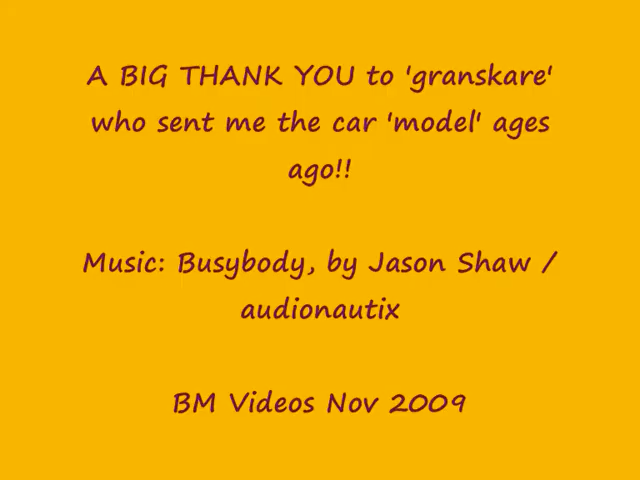 A BIG THANK YOU to 'granskare'
who sent me the car 'model' ages
ago!!
Music: Busybody, by Jason Shaw /
audionautix
BM Videos Nov 2009